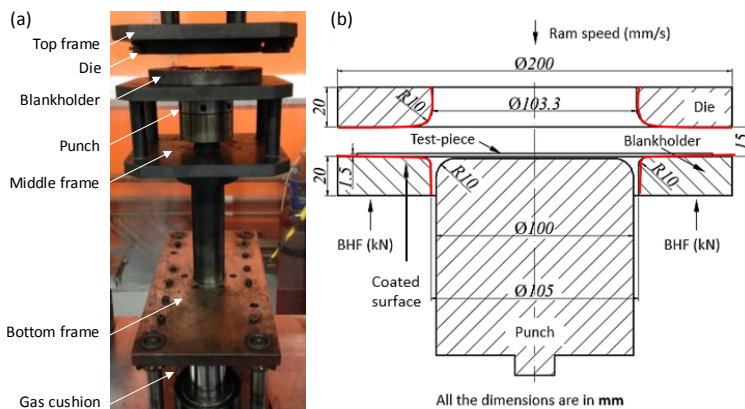 (a)
Top frame
Die
Blankholder
Punch
Middle frame
Bottom frame
Gas cushion
(b)
Ram speed (mm/s)
Ø200
20
R10
Ø103.3
Die
15
Test-piece
Blankholder
20
1.5
R10
R10
BHF (kN)
Ø100
BHF (kN)
Coated
surface
Ø105
Punch
All the dimensions are in mm